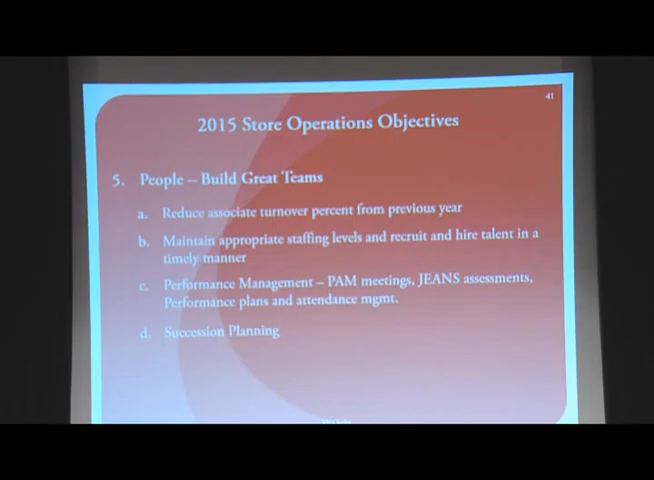 41
2015 Store Operations Objectives
5. People – Build Great Teams
a. Reduce associate turnover percent from previous year
b. Maintain appropriate staffing levels and recruit and hire talent in a
timely manner
c. Performance Management – PAM meetings, JEANS assessments,
Performance plans and attendance mgmt.
d. Succession Planning